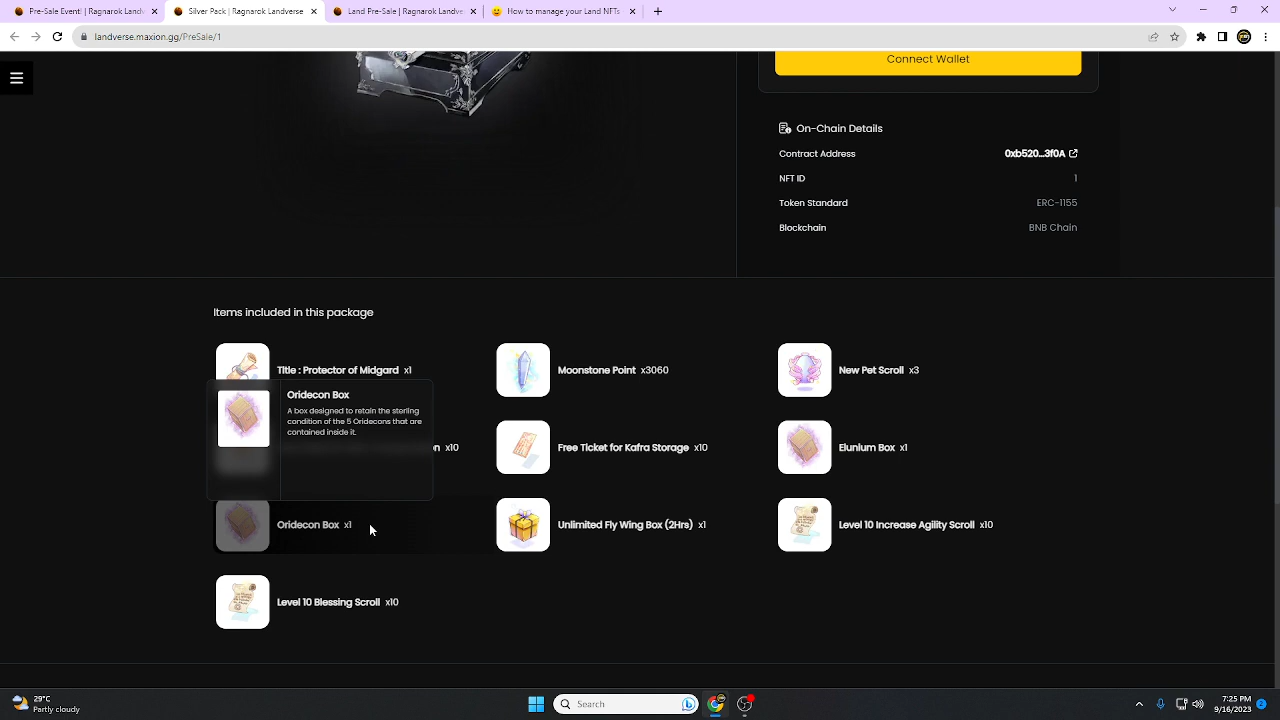 Pre-Sale Event | Ragnarok Landve
Silver Pack | Ragnarok Landverse
Land Pre-Sale | Ragnarok Landve
How to manage your Land NFTs
landverse.maxion.gg/PreSale/1
Connect Wallet
On-Chain Details
Contract Address 0xb520...3f0A
NFT ID 1
Token Standard ERC-1155
Blockchain BNB Chain
Items included in this package
Title : Protector of Midgard x1
Moonstone Point x3060
New Pet Scroll x3
Oridecon Box
A box designed to retain the sterling
condition of the 5 Oridecons that are
contained inside it.
n x10
Free Ticket for Kafra Storage x10
Elunium Box x1
Oridecon Box x1
Unlimited Fly Wing Box (2Hrs) x1
Level 10 Increase Agility Scroll x10
Level 10 Blessing Scroll x10
29°C
Partly cloudy
Search
7:25 PM
9/16/2023
2